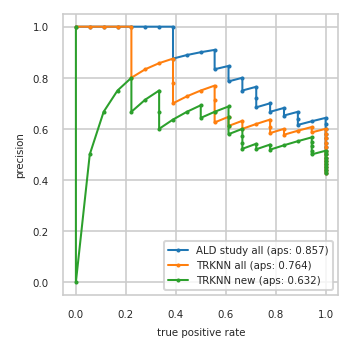 1.0
0.8
0.6
0.4
0.2
0.0
precision
ALD study all (aps: 0.857)
TRKNN all (aps: 0.764)
TRKNN new (aps: 0.632)
0.0 0.2 0.4 0.6 0.8 1.0
true positive rate